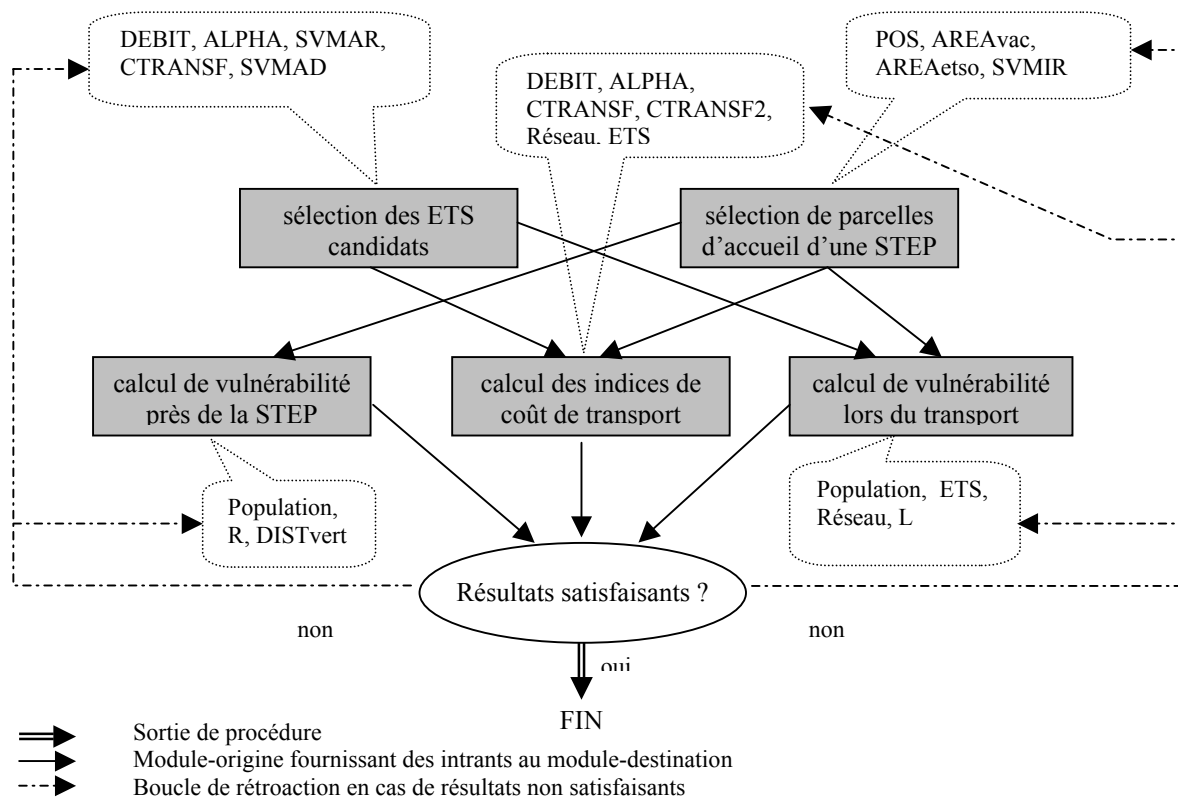 DEBIT, ALPHA, SVMAR,
CTRANSF, SVMAD
DEBIT, ALPHA,
CTRANSF, CTRANSF2,
Réseau, ETS
POS, AREAvac,
AREAetso, SVMIR
sélection des ETS
candidats
sélection de parcelles
d’accueil d’une STEP
calcul de vulnérabilité
près de la STEP
calcul des indices de
coût de transport
calcul de vulnérabilité
lors du transport
Population,
R, DISTvert
Population, ETS,
Réseau, L
Résultats satisfaisants ?
non
non
oui
FIN
Sortie de procédure
Module-origine fournissant des intrants au module-destination
Boucle de rétroaction en cas de résultats non satisfaisants